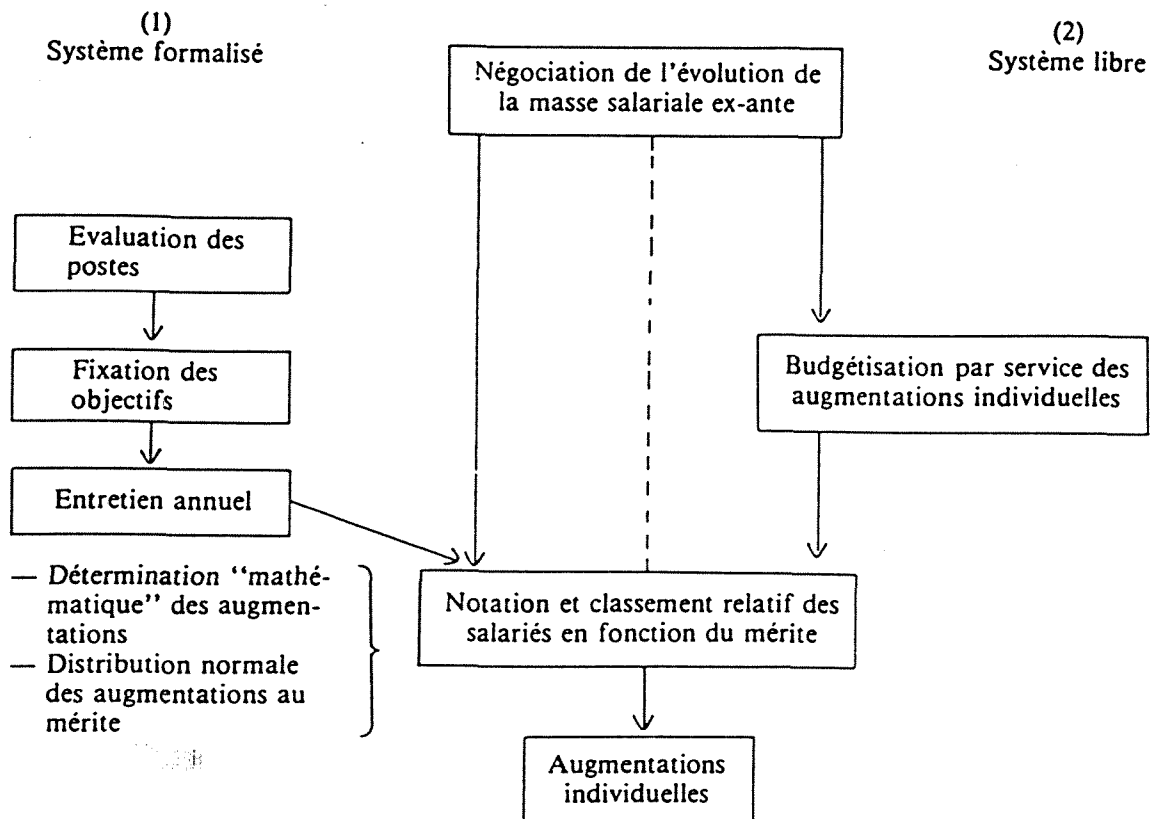 (1)
Système formalisé
(2)
Système libre
Négociation de l'évolution de
la masse salariale ex-ante
Evaluation des
postes
Fixation des
objectifs
Budgétisation par service des
augmentations individuelles
Entretien annuel
— Détermination “mathé-
matique” des augmen-
tations
— Distribution normale
des augmentations au
mérite
Notation et classement relatif des
salariés en fonction du mérite
Augmentations
individuelles